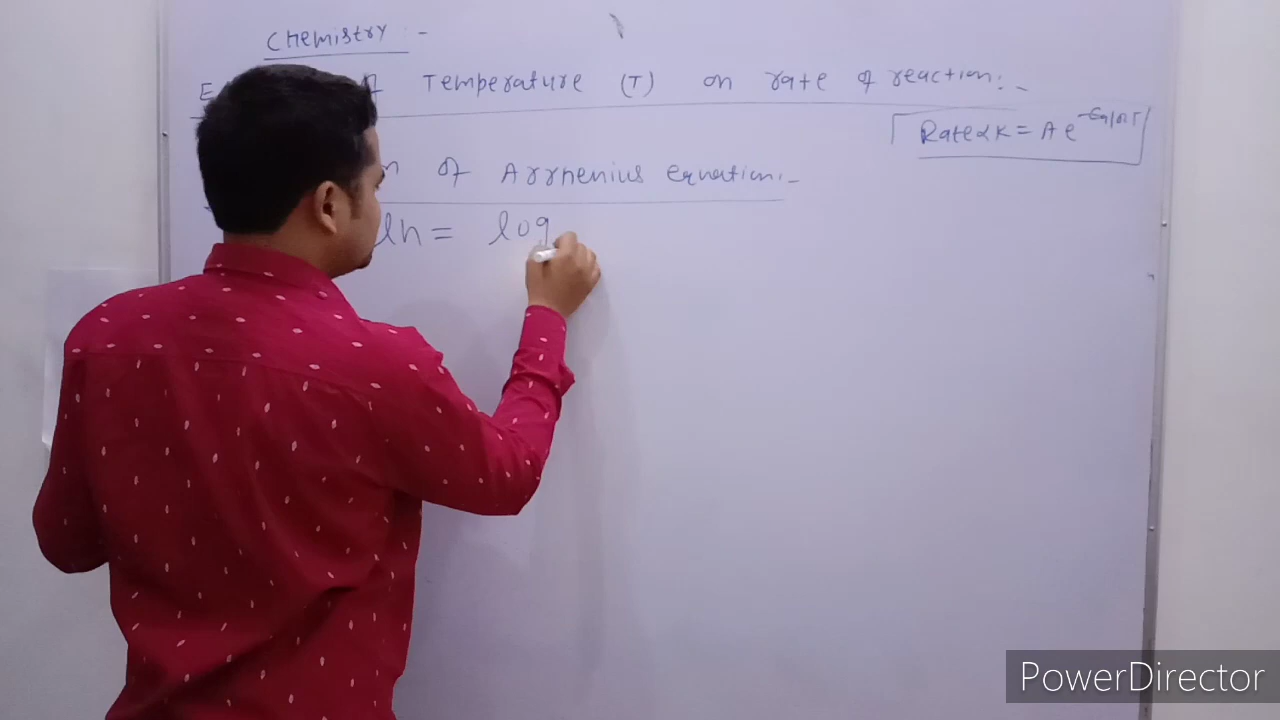 Chemistry -
Temperature (T) on rate of reaction:-
Rate∝K = A e^-Ea/RT
of Arrhenius equation:-
ln = log
PowerDirector